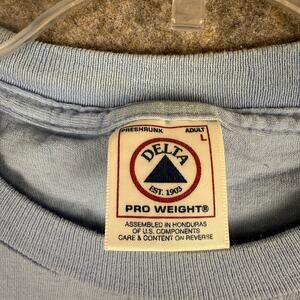 PRESHRUNK ADULT
L
DELTA
EST. 1903
PRO WEIGHT®
ASSEMBLED IN HONDURAS
OF U.S. COMPONENTS
CARE & CONTENT ON REVERSE